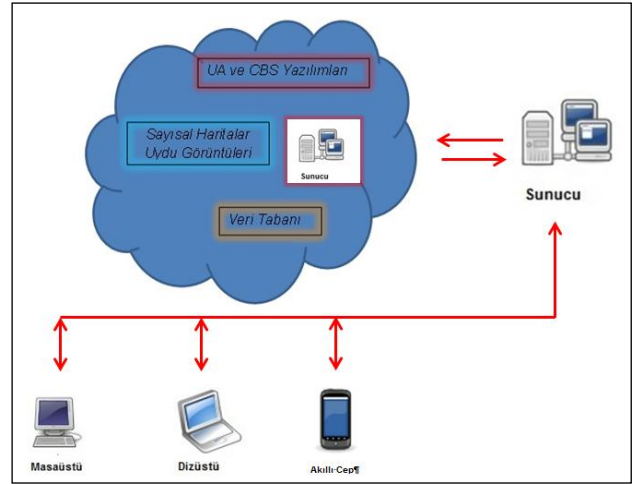 UA ve CBS Yazılımları
Sayısal Haritalar
Uydu Görüntüleri
Sunucu
Veri Tabanı
Sunucu
Masaüstü
Dizüstü
Akıllı·Cep¶